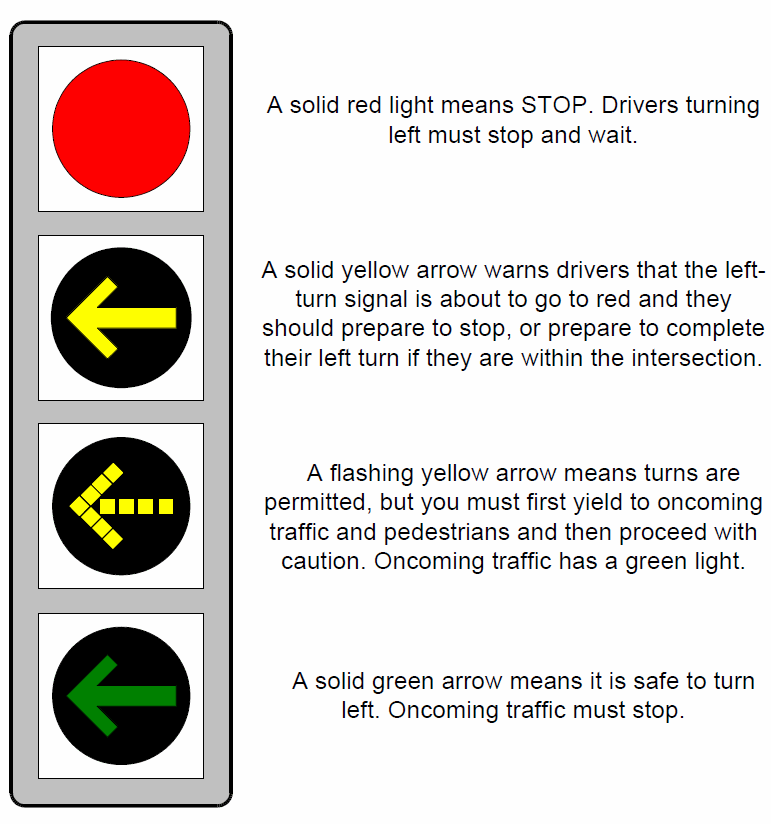 A solid red light means STOP. Drivers turning
left must stop and wait.
A solid yellow arrow warns drivers that the left-
turn signal is about to go to red and they
should prepare to stop, or prepare to complete
their left turn if they are within the intersection.
A flashing yellow arrow means turns are
permitted, but you must first yield to oncoming
traffic and pedestrians and then proceed with
caution. Oncoming traffic has a green light.
A solid green arrow means it is safe to turn
left. Oncoming traffic must stop.